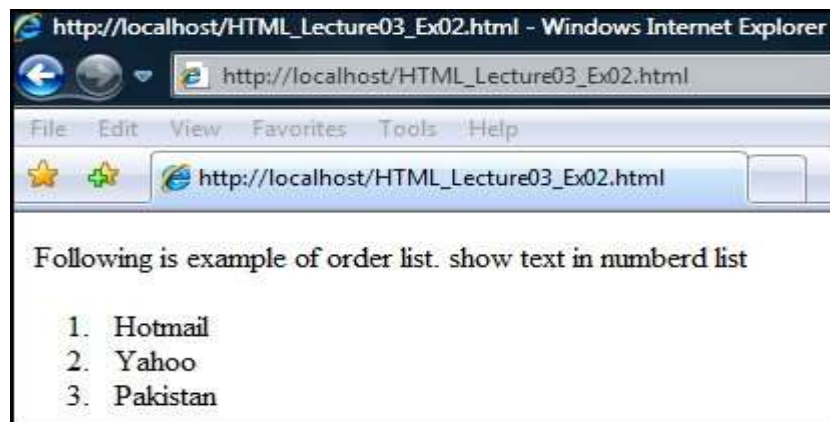 http://localhost/HTML_Lecture03_Ex02.html - Windows Internet Explorer
http://localhost/HTML_Lecture03_Ex02.html
File Edit View Favorites Tools Help
http://localhost/HTML_Lecture03_Ex02.html
Following is example of order list. show text in numberd list
1. Hotmail
2. Yahoo
3. Pakistan